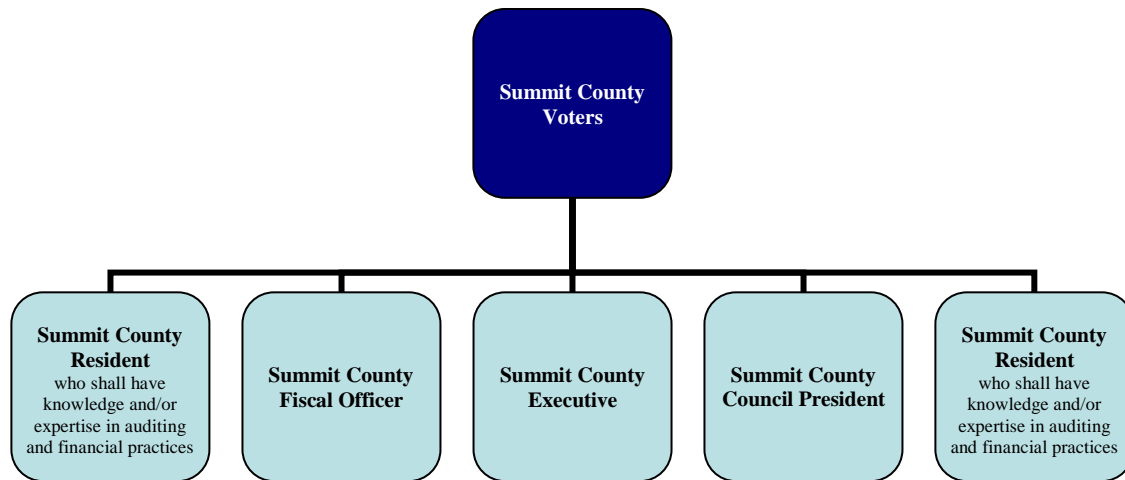 Summit County
Voters
Summit County
Resident
who shall have
knowledge and/or
expertise in auditing
and financial practices
Summit County
Fiscal Officer
Summit County
Executive
Summit County
Council President
Summit County
Resident
who shall have
knowledge and/or
expertise in auditing
and financial practices